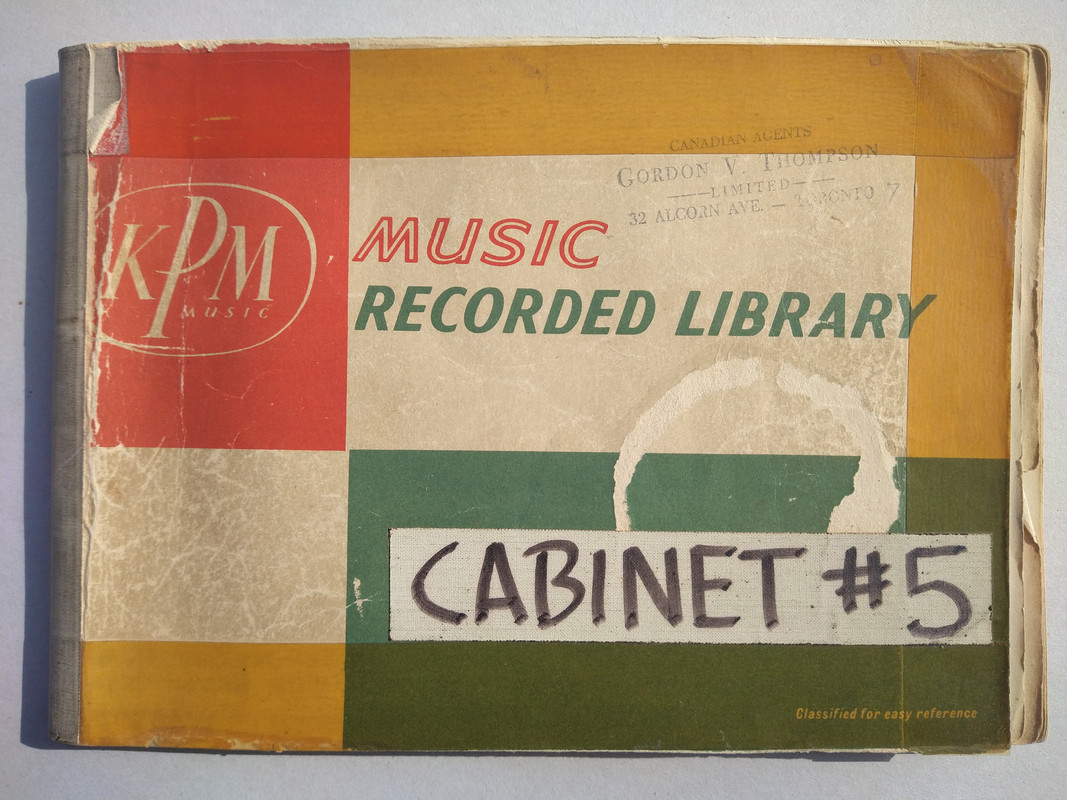 CANADIAN AGENTS
GORDON V. THOMPSON
LIMITED
32 ALCORN AVE. — TORONTO 7
KPM
MUSIC
MUSIC
RECORDED LIBRARY
CABINET #5
Classified for easy reference